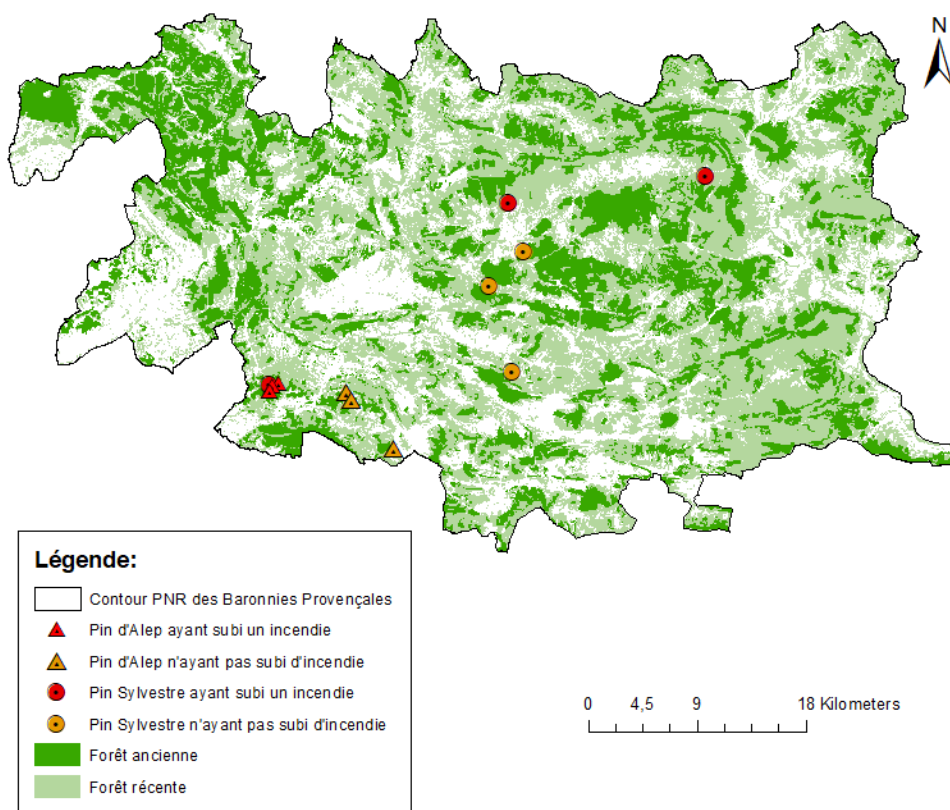 N
Légende:
Contour PNR des Baronnies Provençales
Pin d'Alep ayant subi un incendie
Pin d'Alep n'ayant pas subi d'incendie
Pin Sylvestre ayant subi un incendie
Pin Sylvestre n'ayant pas subi d'incendie
Forêt ancienne
Forêt récente
0 4,5 9 18 Kilometers